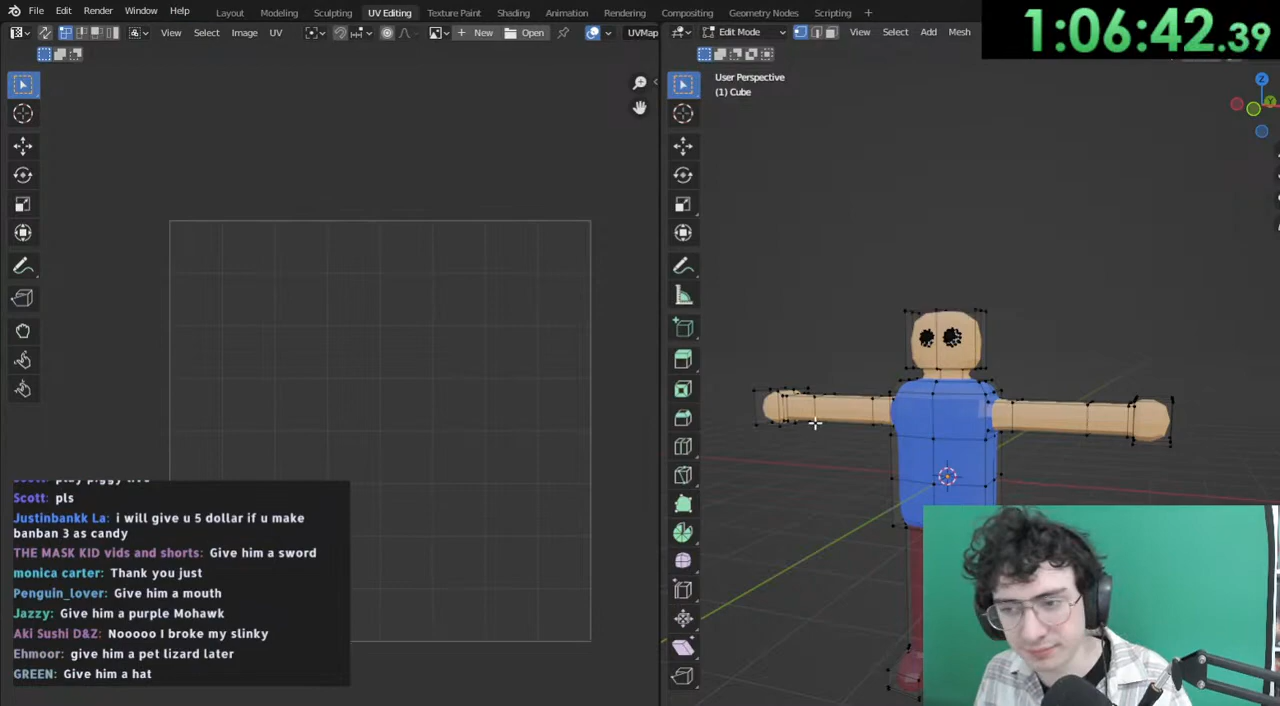 File Edit Render Window Help Layout Modeling Sculpting UV Editing Texture Paint Shading Animation Rendering Compositing Geometry Nodes Scripting +
1:06:42.39
View Select Image UV New Open UVMap Edit Mode View Select Add Mesh
User Perspective
(1) Cube
Z
Y
Scott: pls
Justinbankk La: i will give u 5 dollar if u make
banban 3 as candy
THE MASK KID vids and shorts: Give him a sword
monica carter: Thank you just
Penguin_lover: Give him a mouth
Jazzy: Give him a purple Mohawk
Aki Sushi D&Z: Nooooo I broke my slinky
Ehmoor: give him a pet lizard later
GREEN: Give him a hat